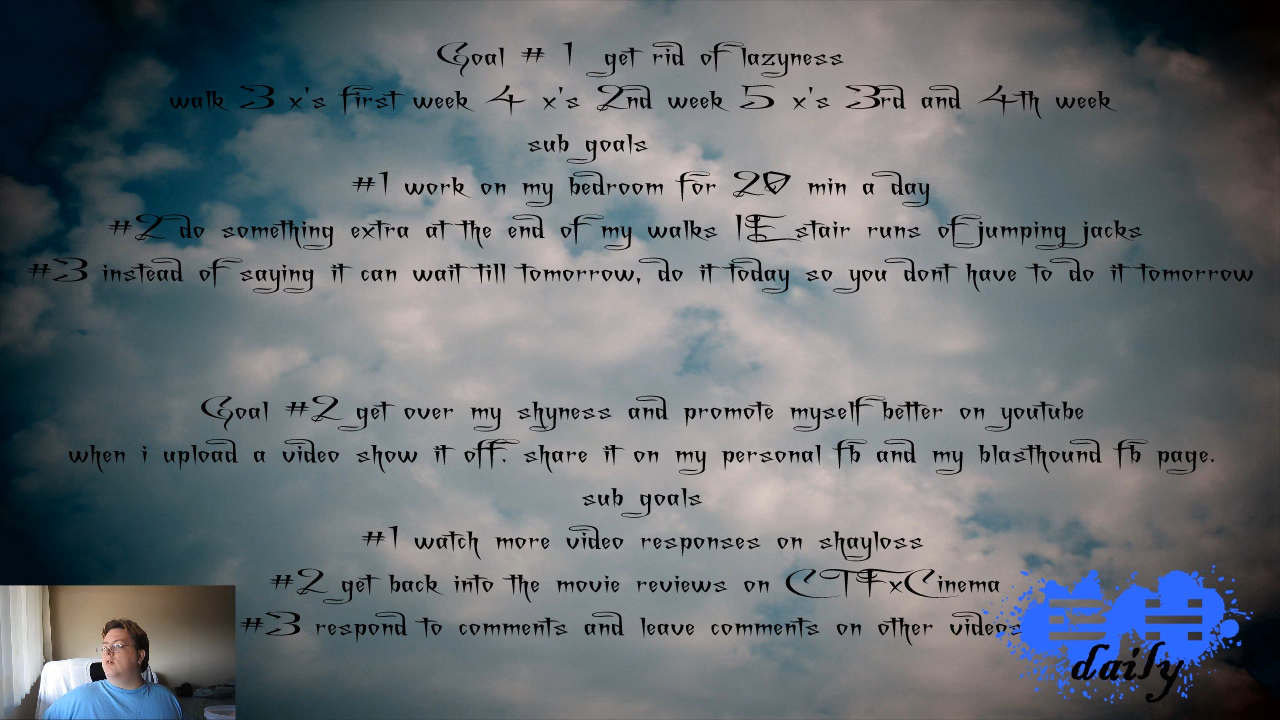 Goal # 1 get rid of lazyness
walk 3 x's first week 4 x's 2nd week 5 x's 3rd and 4th week
sub goals
#1 work on my bedroom for 20 min a day
#2 do something extra at the end of my walks IE stair runs of jumping jacks
#3 instead of saying it can wait till tomorrow, do it today so you dont have to do it tomorrow
Goal #2 get over my shyness and promote myself better on youtube
when i upload a video show it off. share it on my personal fb and my blasthound fb page.
sub goals
#1 watch more video responses on shayloss
#2 get back into the movie reviews on CTFxCinema
#3 respond to comments and leave comments on other videos
daily